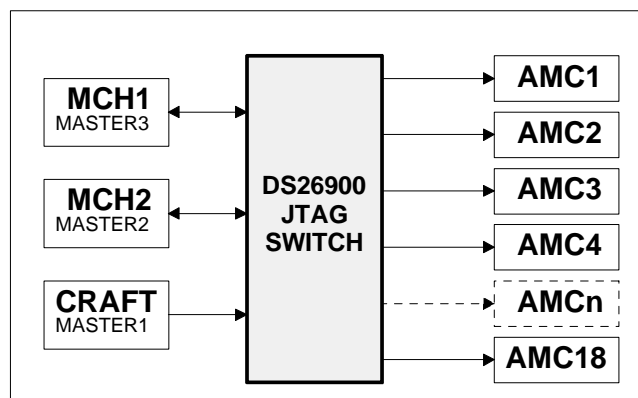 MCH1
MASTER3
MCH2
MASTER2
CRAFT
MASTER1
DS26900
JTAG
SWITCH
AMC1
AMC2
AMC3
AMC4
AMCn
AMC18